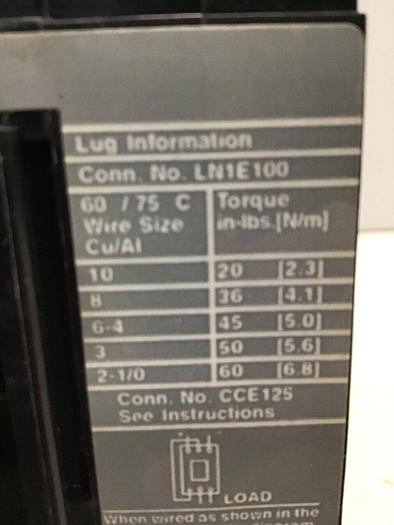 Lug Information
Conn. No. LN1E100
60 / 75 C Torque
Wire Size in-lbs.[N/m]
Cu/Al
10 20 [2.3]
8 36 [4.1]
6-4 45 [5.0]
3 50 [5.6]
2-1/0 60 [6.8]
Conn. No. CCE125
See Instructions
LOAD
When wired as shown in the
diagram